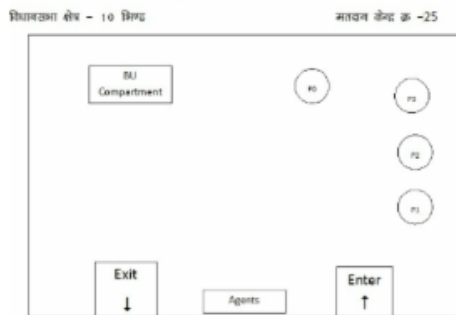 विधानसभा क्षेत्र - 10 भिण्ड
मतदान केन्द्र क्र -25
BU
Compartment
P0
P3
P2
P1
Exit
↓
Agents
Enter
↑